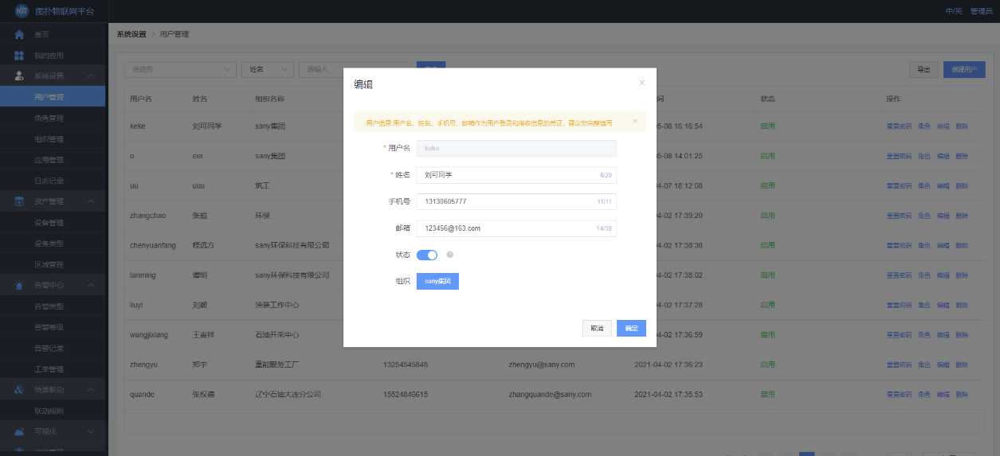 IOT 图扑物联网平台
中/英 管理员
首页
我的应用
系统设置
用户管理
角色管理
组织管理
应用管理
日志记录
资产管理
设备管理
设备类型
区域管理
告警中心
告警类型
告警等级
告警记录
工单管理
场景联动
联动规则
可视化
系统设置 > 用户管理
请选择 姓名 请输入
导出 创建用户
用户名 姓名 组织名称 间 状态 操作
keke 刘可同学 sany集团 05-08 16:16:54 启用 重置密码 角色 编辑 删除
o eer sany集团 05-08 14:01:25 启用 重置密码 角色 编辑 删除
uu uuu 筑工 04-07 18:12:08 启用 重置密码 角色 编辑 删除
zhangchao 张超 环保 04-02 17:39:20 启用 重置密码 角色 编辑 删除
chenyuanfang 程远方 sany环保科技有限公司 04-02 17:38:38 启用 重置密码 角色 编辑 删除
tanming 谭明 sany环保科技有限公司 04-02 17:38:02 启用 重置密码 角色 编辑 删除
liuyi 刘毅 涂装工作中心 04-02 17:37:28 启用 重置密码 角色 编辑 删除
wangjixiang 王吉样 石油开采中心 04-02 17:36:59 启用 重置密码 角色 编辑 删除
zhengyu 郑宇 重能服务工厂 13254545848 zhengyu@sany.com 2021-04-02 17:36:23 启用 重置密码 角色 编辑 删除
quande 张权德 辽宁石油大连分公司 15524846615 zhangquande@sany.com 2021-04-02 17:35:53 启用 重置密码 角色 编辑 删除
编辑
用户信息:用户名、姓名、手机号、邮箱作为用户登录和接收信息的凭证，建议您完整填写
* 用户名 keke
* 姓名 刘可同学 4/20
手机号 13130605777 11/11
邮箱 123456@163.com 14/50
状态
组织 sany集团
取消 确定